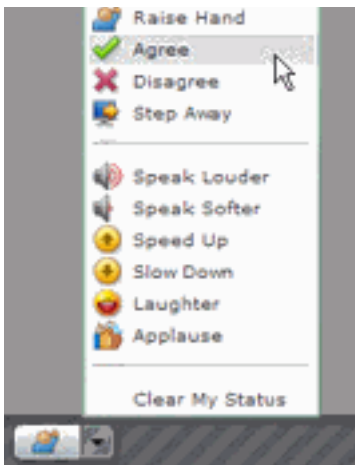 Raise Hand
Agree
Disagree
Step Away
Speak Louder
Speak Softer
Speed Up
Slow Down
Laughter
Applause
Clear My Status